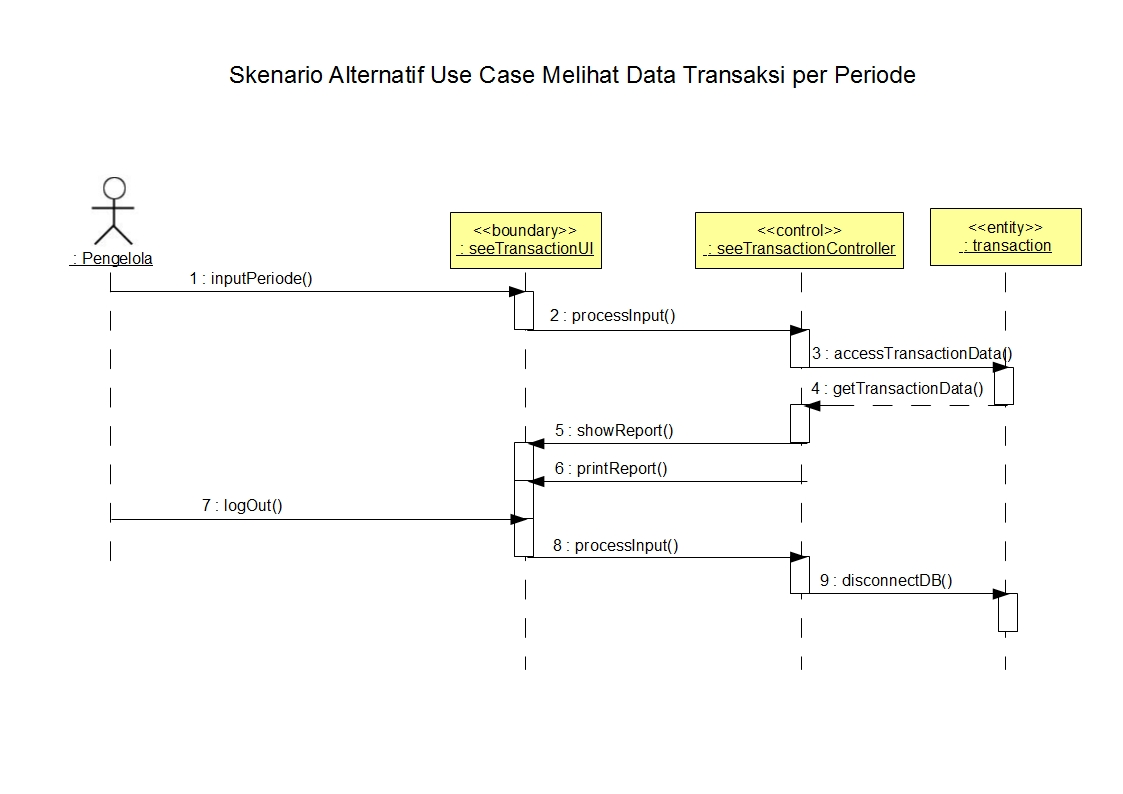 Skenario Alternatif Use Case Melihat Data Transaksi per Periode
: Pengelola
<<boundary>>
: seeTransactionUI
<<control>>
: seeTransactionController
<<entity>>
: transaction
1 : inputPeriode()
2 : processInput()
3 : accessTransactionData()
4 : getTransactionData()
5 : showReport()
6 : printReport()
7 : logOut()
8 : processInput()
9 : disconnectDB()